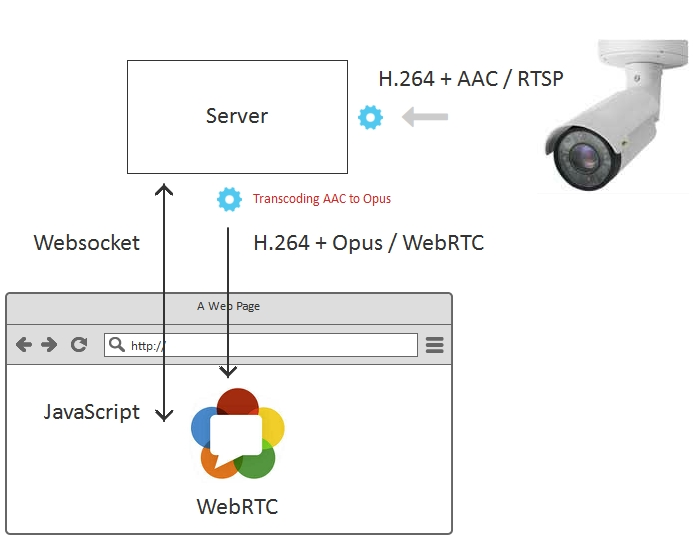 H.264 + AAC / RTSP
Server
Transcoding AAC to Opus
Websocket
H.264 + Opus / WebRTC
A Web Page
http://
JavaScript
WebRTC